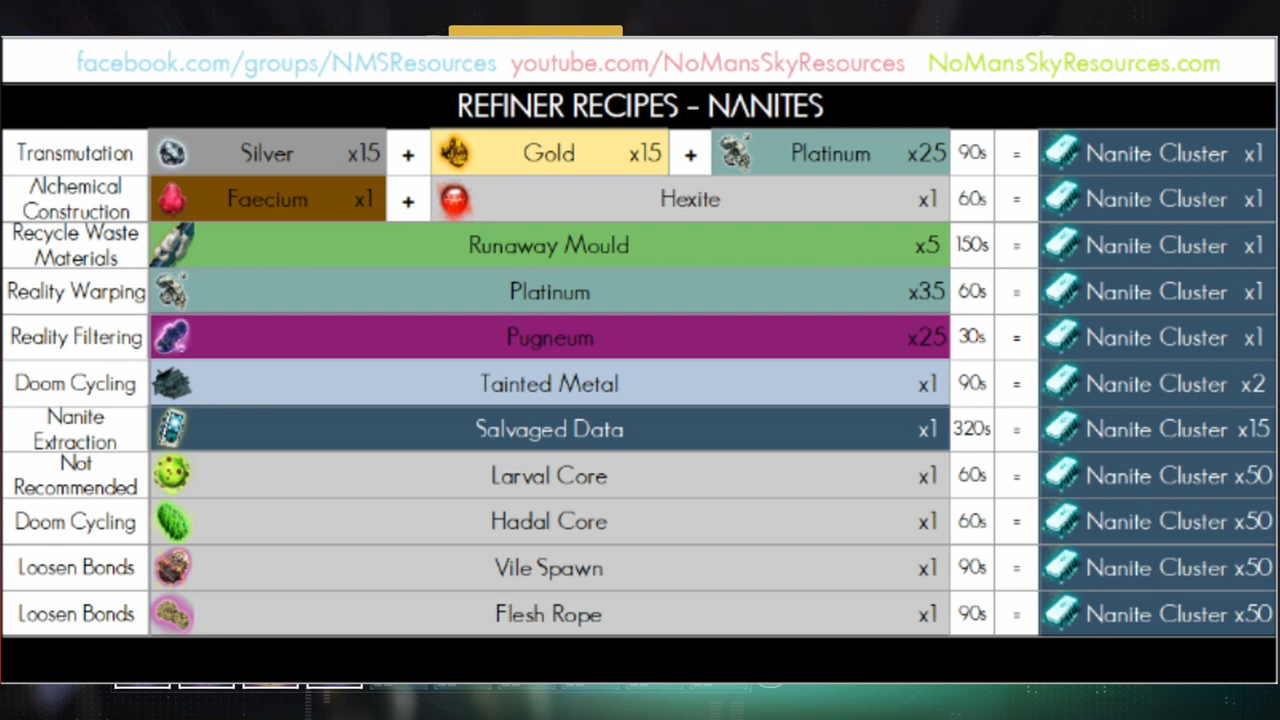 facebook.com/groups/NMSResources youtube.com/NoMansSkyResources NoMansSkyResources.com
REFINER RECIPES - NANITES
Transmutation Silver x15 + Gold x15 + Platinum x25 90s = Nanite Cluster x1
Alchemical
Construction Faecium x1 + Hexite x1 60s = Nanite Cluster x1
Recycle Waste
Materials Runaway Mould x5 150s = Nanite Cluster x1
Reality Warping Platinum x35 60s = Nanite Cluster x1
Reality Filtering Pugneum x25 30s = Nanite Cluster x1
Doom Cycling Tainted Metal x1 90s = Nanite Cluster x2
Nanite
Extraction Salvaged Data x1 320s = Nanite Cluster x15
Not
Recommended Larval Core x1 60s = Nanite Cluster x50
Doom Cycling Hadal Core x1 60s = Nanite Cluster x50
Loosen Bonds Vile Spawn x1 90s = Nanite Cluster x50
Loosen Bonds Flesh Rope x1 90s = Nanite Cluster x50